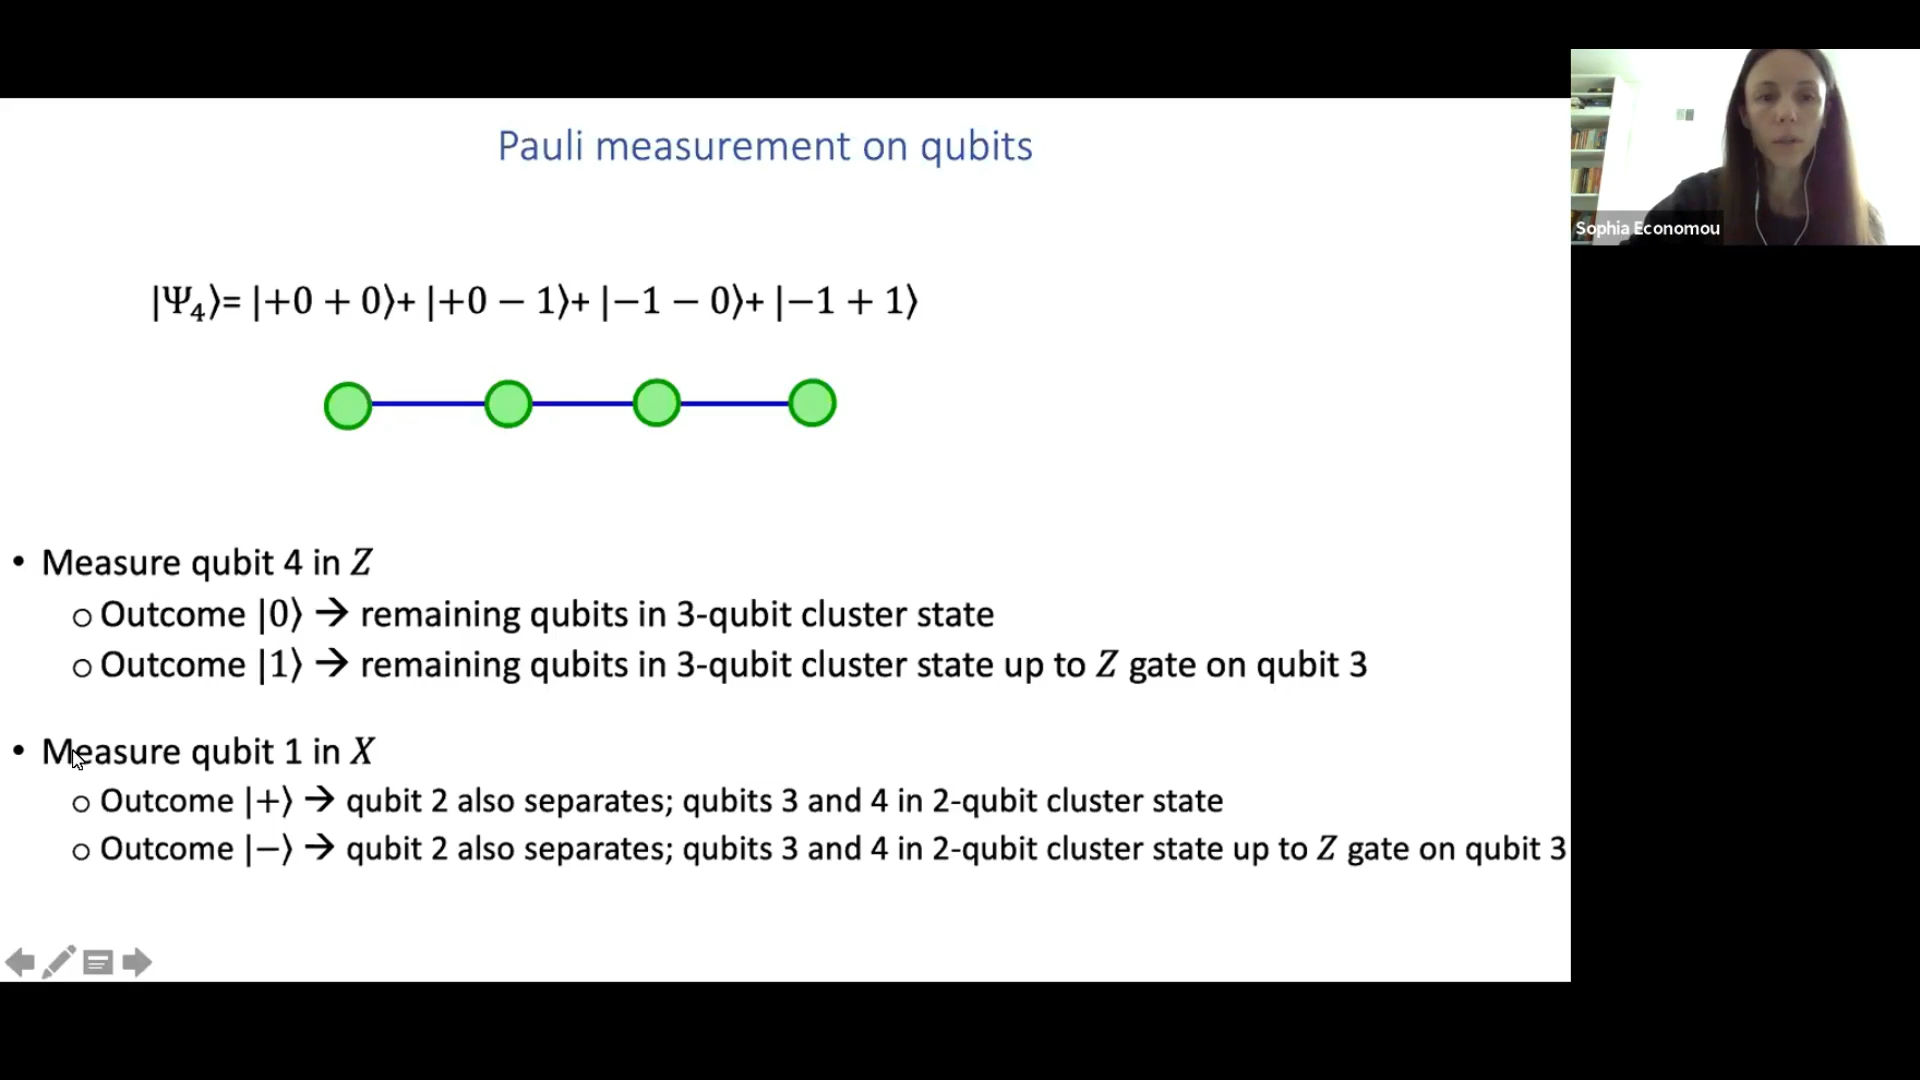 Pauli measurement on qubits
Sophia Economou
|Ψ₄⟩= |+0 + 0⟩+ |+0 − 1⟩+ |−1 − 0⟩+ |−1 + 1⟩
• Measure qubit 4 in Z
o Outcome |0⟩ → remaining qubits in 3-qubit cluster state
o Outcome |1⟩ → remaining qubits in 3-qubit cluster state up to Z gate on qubit 3
• Measure qubit 1 in X
o Outcome |+⟩ → qubit 2 also separates; qubits 3 and 4 in 2-qubit cluster state
o Outcome |−⟩ → qubit 2 also separates; qubits 3 and 4 in 2-qubit cluster state up to Z gate on qubit 3